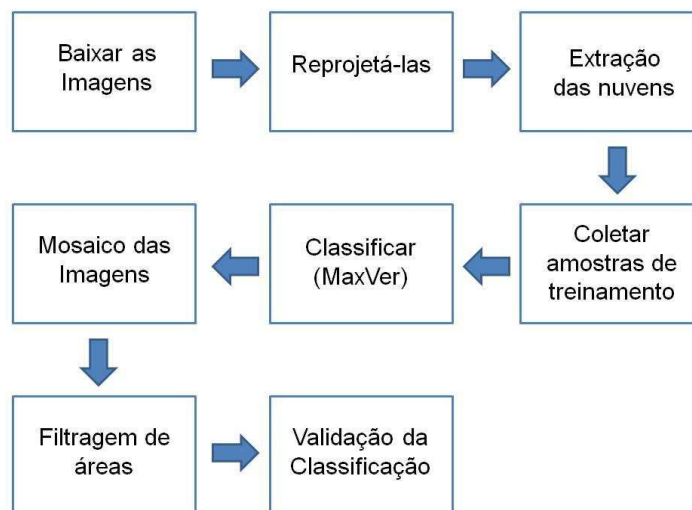 Baixar as
Imagens
Reprojetá-las
Extração
das nuvens
Coletar
amostras de
treinamento
Classificar
(MaxVer)
Mosaico das
Imagens
Filtragem de
áreas
Validação da
Classificação